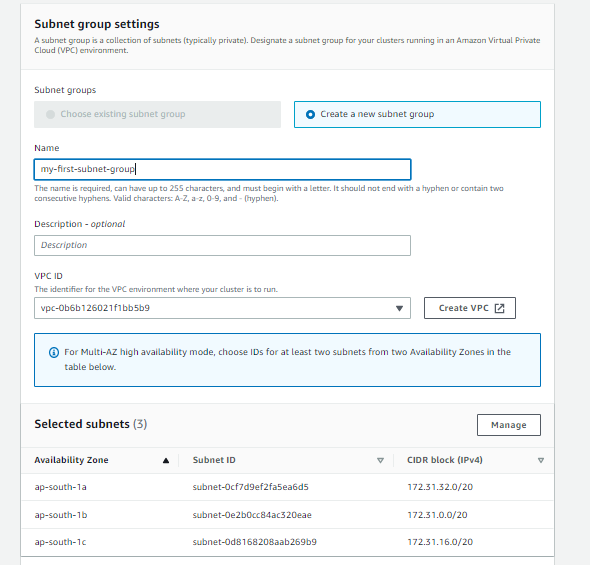 Subnet group settings
A subnet group is a collection of subnets (typically private). Designate a subnet group for your clusters running in an Amazon Virtual Private
Cloud (VPC) environment.
Subnet groups
Choose existing subnet group
Create a new subnet group
Name
my-first-subnet-group
The name is required, can have up to 255 characters, and must begin with a letter. It should not end with a hyphen or contain two
consecutive hyphens. Valid characters: A-Z, a-z, 0-9, and - (hyphen).
Description - optional
Description
VPC ID
The identifier for the VPC environment where your cluster is to run.
vpc-0b6b126021f1bb5b9
Create VPC
For Multi-AZ high availability mode, choose IDs for at least two subnets from two Availability Zones in the
table below.
Selected subnets (3)
Manage
Availability Zone Subnet ID CIDR block (IPv4)
ap-south-1a subnet-0cf7d9ef2fa5ea6d5 172.31.32.0/20
ap-south-1b subnet-0e2b0cc84ac320eae 172.31.0.0/20
ap-south-1c subnet-0d8168208aab269b9 172.31.16.0/20